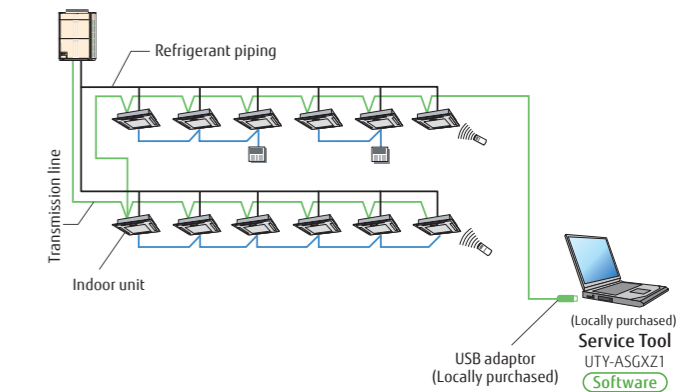 Refrigerant piping
Transmission line
Indoor unit
USB adaptor
(Locally purchased)
(Locally purchased)
Service Tool
UTY-ASGXZ1
Software